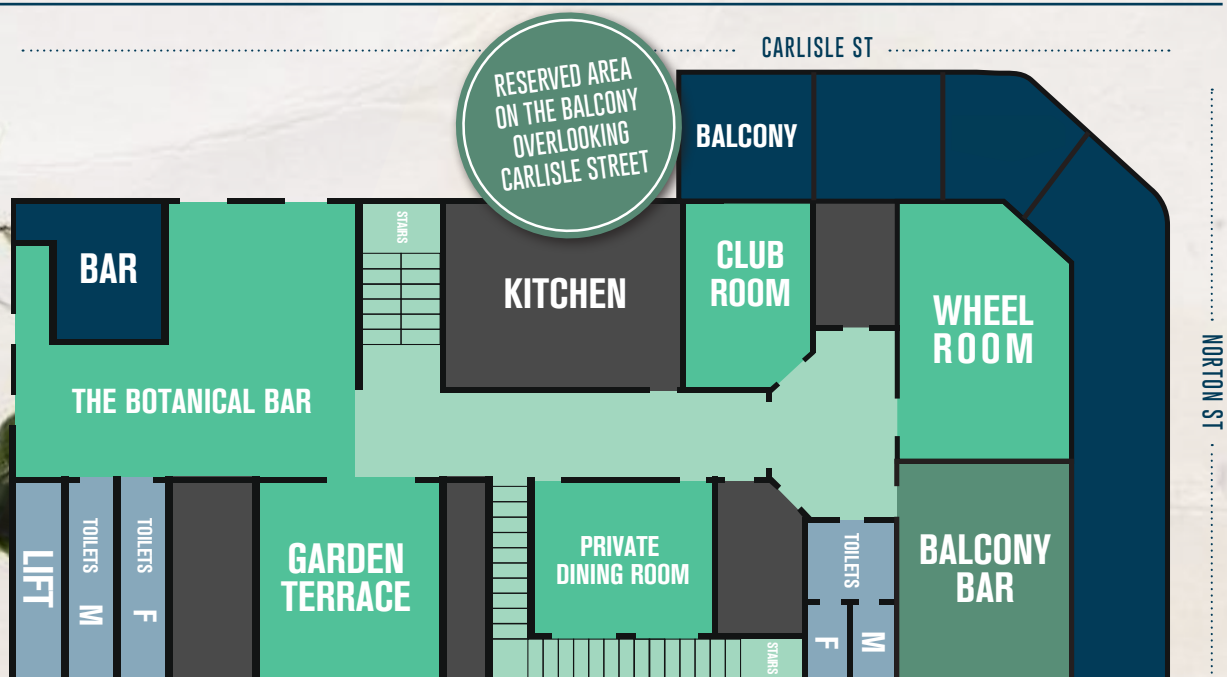 CARLISLE ST
RESERVED AREA
ON THE BALCONY
OVERLOOKING
CARLISLE STREET
BALCONY
STAIRS
BAR
KITCHEN
CLUB
ROOM
WHEEL
ROOM
NORTON ST
THE BOTANICAL BAR
LIFT
TOILETS M
TOILETS F
GARDEN
TERRACE
PRIVATE
DINING ROOM
TOILETS
F
M
BALCONY
BAR
STAIRS